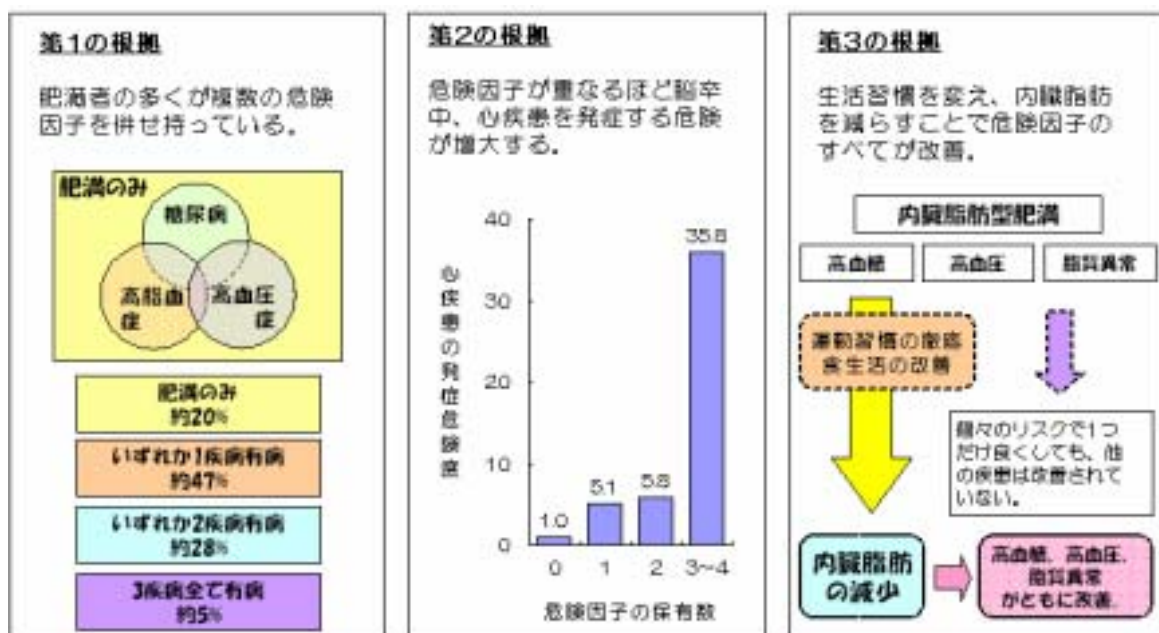 第1の根拠
肥満者の多くが複数の危険
因子を併せ持っている。
肥満のみ
糖尿病
高脂血
症
高血圧
症
肥満のみ
約20%
いずれか1疾病有病
約47%
いずれか2疾病有病
約28%
3疾病全て有病
約5%
第2の根拠
危険因子が重なるほど脳卒
中、心疾患を発症する危険
が増大する。
心疾患の発症危険度
40
30
20
10
0
1.0
5.1
5.8
35.8
0
1
2
3~4
危険因子の保有数
第3の根拠
生活習慣を変え、内臓脂肪
を減らすことで危険因子の
すべてが改善。
内臓脂肪型肥満
高血糖
高血圧
脂質異常
運動習慣の徹底
食生活の改善
個々のリスクで1つ
だけ良くしても、他
の疾患は改善されて
いない。
内臓脂肪
の減少
高血糖、高血圧、
脂質異常
がともに改善。